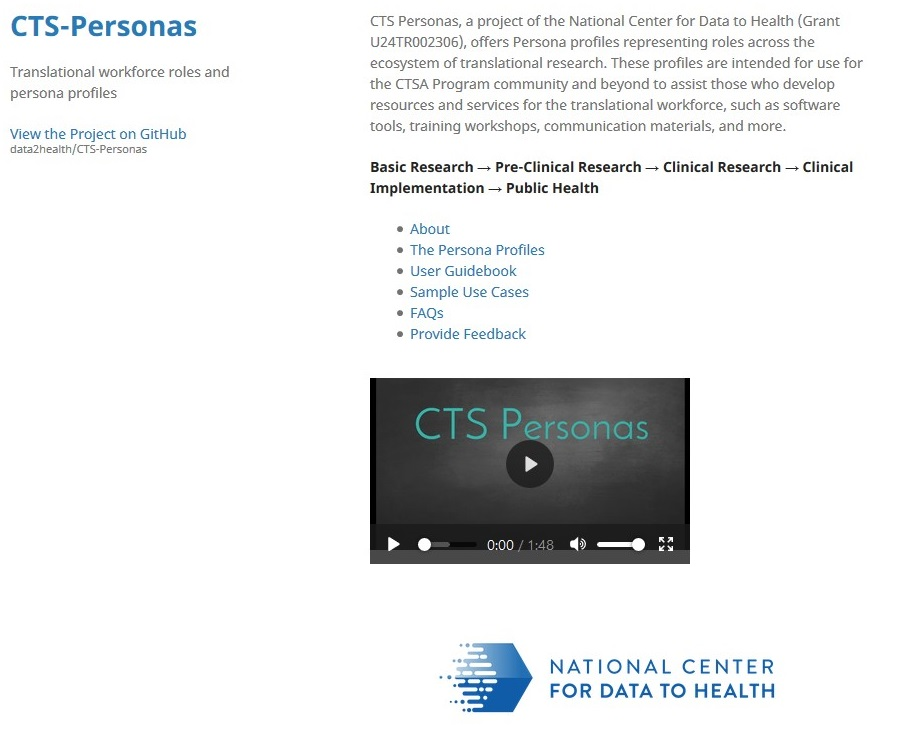 CTS-Personas
Translational workforce roles and
persona profiles
View the Project on GitHub
data2health/CTS-Personas
CTS Personas, a project of the National Center for Data to Health (Grant
U24TR002306), offers Persona profiles representing roles across the
ecosystem of translational research. These profiles are intended for use for
the CTSA Program community and beyond to assist those who develop
resources and services for the translational workforce, such as software
tools, training workshops, communication materials, and more.
Basic Research → Pre-Clinical Research → Clinical Research → Clinical
Implementation → Public Health
About
The Persona Profiles
User Guidebook
Sample Use Cases
FAQs
Provide Feedback
CTS Personas
0:00 / 1:48
NATIONAL CENTER
FOR DATA TO HEALTH